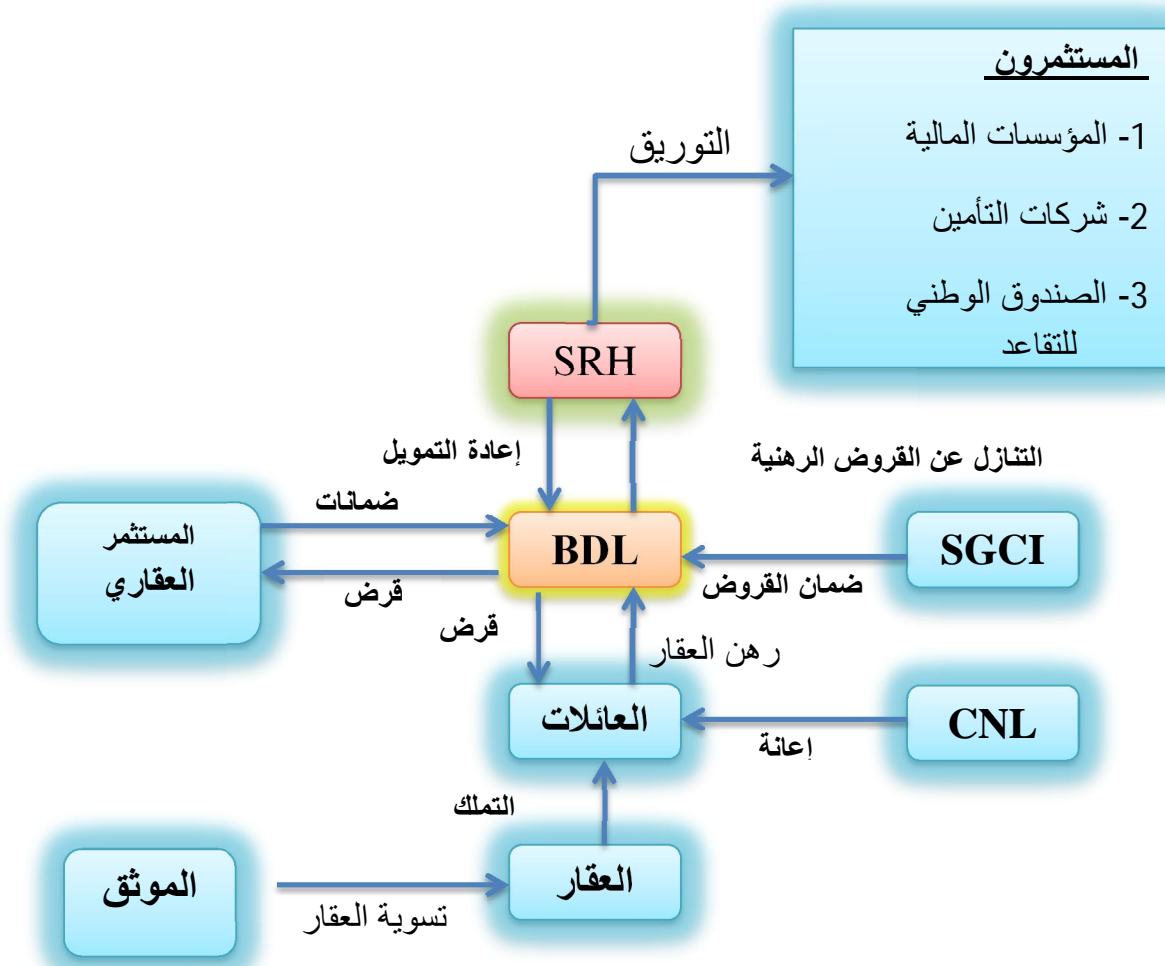 المستثمرون
1- المؤسسات المالية
2- شركات التأمين
3- الصندوق الوطني
للتقاعد
التوريق
SRH
إعادة التمويل
التنازل عن القروض الرهنية
المستثمر
العقاري
ضمانات
قرض
BDL
SGCI
ضمان القروض
قرض
رهن العقار
العائلات
CNL
إعانة
التملك
الموثق
تسوية العقار
العقار